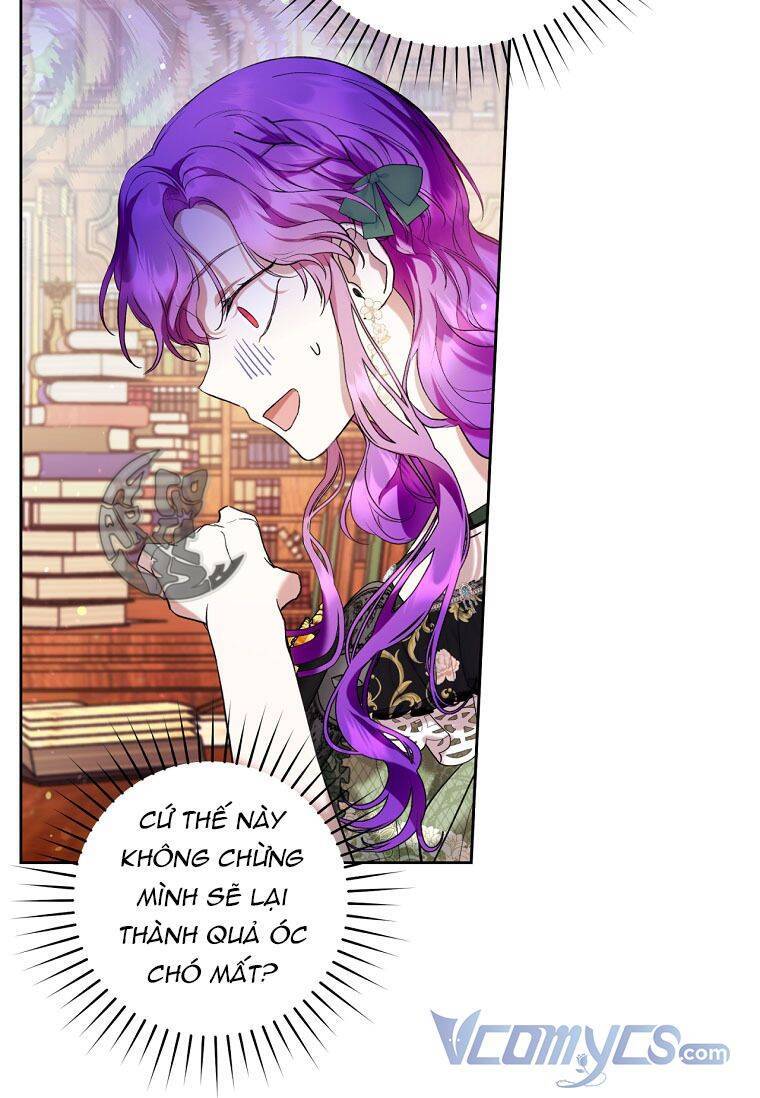 CỨ THẾ NÀY
KHÔNG CHỪNG
MÌNH SẼ LẠI
THÀNH QUẢ ÓC
CHÓ MẤT?
VCOMYCS.com